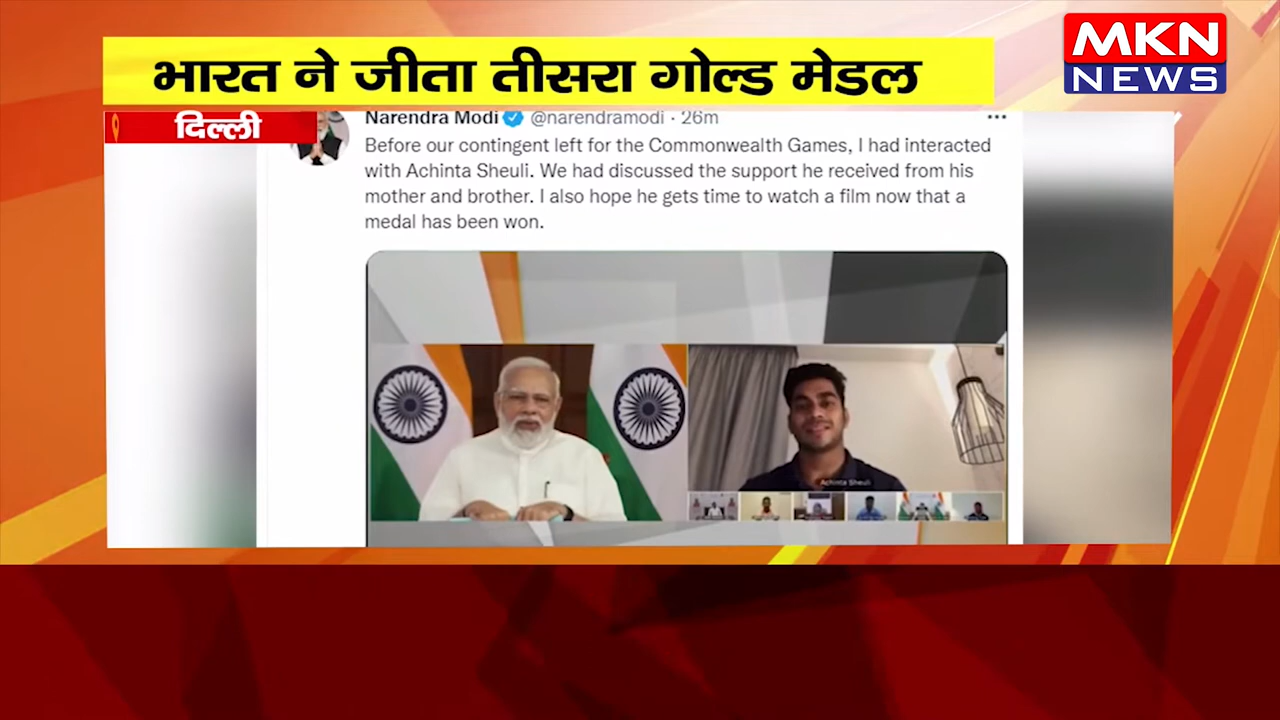 भारत ने जीता तीसरा गोल्ड मेडल
MKN
NEWS
दिल्ली
Narendra Modi @narendramodi · 26m
Before our contingent left for the Commonwealth Games, I had interacted
with Achinta Sheuli. We had discussed the support he received from his
mother and brother. I also hope he gets time to watch a film now that a
medal has been won.
Achinta Sheuli